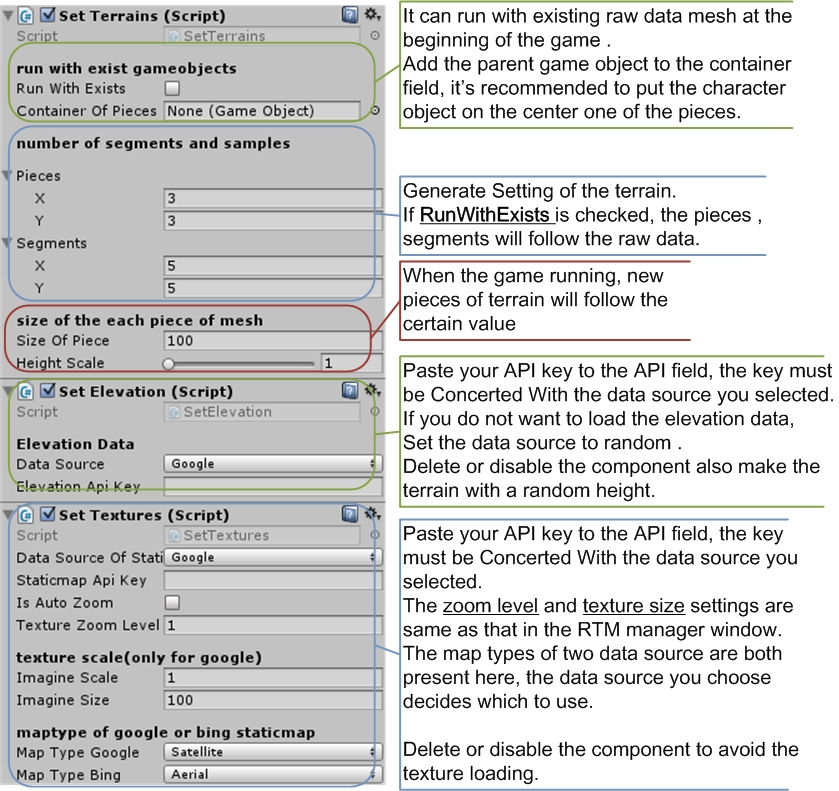 Set Terrains (Script)
Script
SetTerrains
run with exist gameobjects
Run With Exists
Container Of Pieces
None (Game Object)
number of segments and samples
Pieces
X
3
Y
3
Segments
X
5
Y
5
size of the each piece of mesh
Size Of Piece
100
Height Scale
1
Set Elevation (Script)
Script
SetElevation
Elevation Data
Data Source
Google
Elevation Api Key
Set Textures (Script)
Script
SetTextures
Data Source Of Stati
Google
Staticmap Api Key
Is Auto Zoom
Texture Zoom Level
1
texture scale(only for google)
Imagine Scale
1
Imagine Size
100
maptype of google or bing staticmap
Map Type Google
Satellite
Map Type Bing
Aerial
It can run with existing raw data mesh at the
beginning of the game .
Add the parent game object to the container
field, it's recommended to put the character
object on the center one of the pieces.
Generate Setting of the terrain.
If RunWithExists is checked, the pieces ,
segments will follow the raw data.
When the game running, new
pieces of terrain will follow the
certain value
Paste your API key to the API field, the key must
be Concerted With the data source you selected.
If you do not want to load the elevation data,
Set the data source to random .
Delete or disable the component also make the
terrain with a random height.
Paste your API key to the API field, the key
must be Concerted With the data source you
selected.
The zoom level and texture size settings are
same as that in the RTM manager window.
The map types of two data source are both
present here, the data source you choose
decides which to use.
Delete or disable the component to avoid the
texture loading.